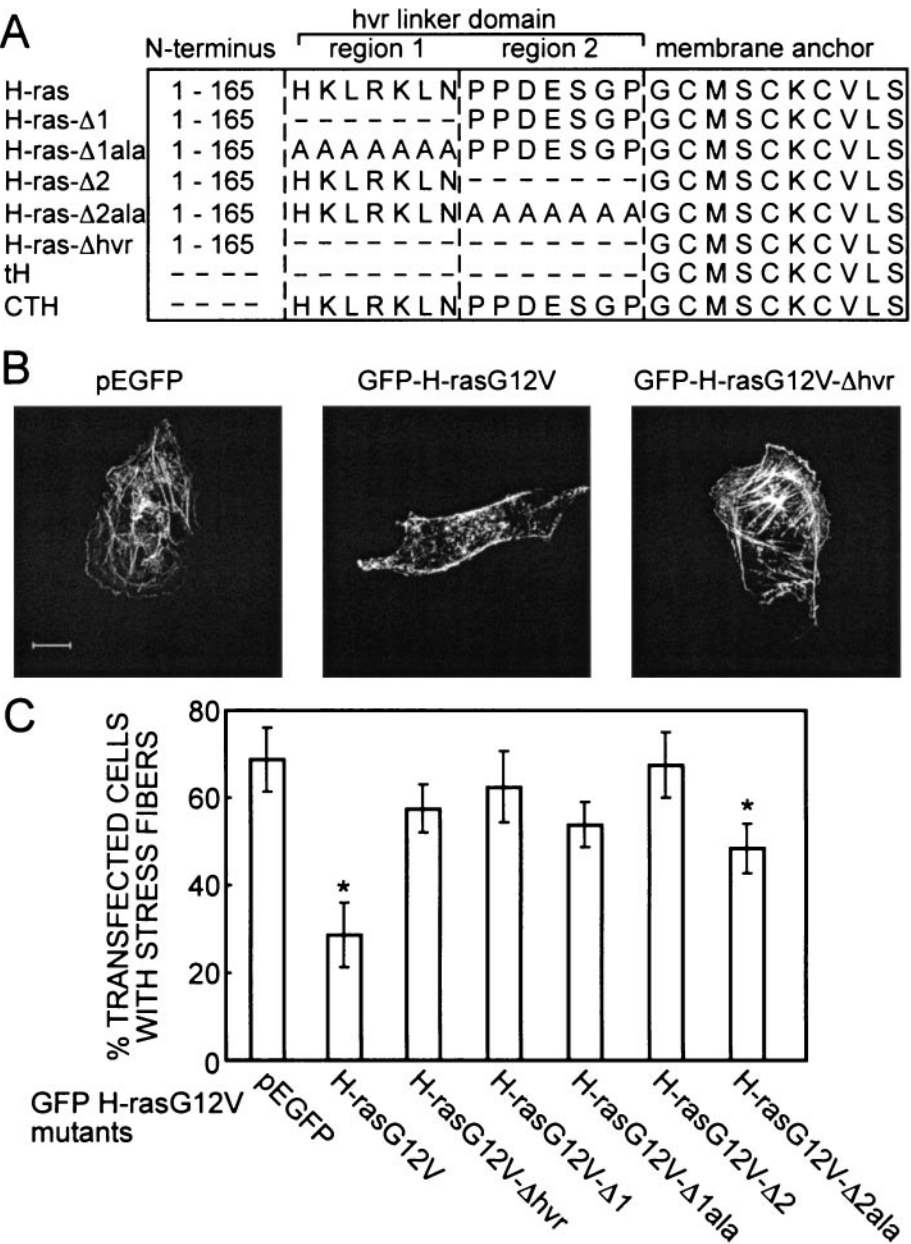 A
hvr linker domain
N-terminus region 1 region 2 membrane anchor
H-ras 1 - 165 H K L R K L N P P D E S G P G C M S C K C V L S
H-ras-Δ1 1 - 165 - - - - - - - P P D E S G P G C M S C K C V L S
H-ras-Δ1ala 1 - 165 A A A A A A A P P D E S G P G C M S C K C V L S
H-ras-Δ2 1 - 165 H K L R K L N - - - - - - - G C M S C K C V L S
H-ras-Δ2ala 1 - 165 H K L R K L N A A A A A A A G C M S C K C V L S
H-ras-Δhvr 1 - 165 - - - - - - - - - - - - - - G C M S C K C V L S
tH - - - - - - - - - - - - - - - - - - G C M S C K C V L S
CTH - - - - H K L R K L N P P D E S G P G C M S C K C V L S
B
pEGFP GFP-H-rasG12V GFP-H-rasG12V-Δhvr
C
% TRANSFECTED CELLS
WITH STRESS FIBERS
80
60
40
20
0
*
*
GFP H-rasG12V
mutants
pEGFP
H-rasG12V
H-rasG12V-Δhvr
H-rasG12V-Δ1
H-rasG12V-Δ1ala
H-rasG12V-Δ2
H-rasG12V-Δ2ala